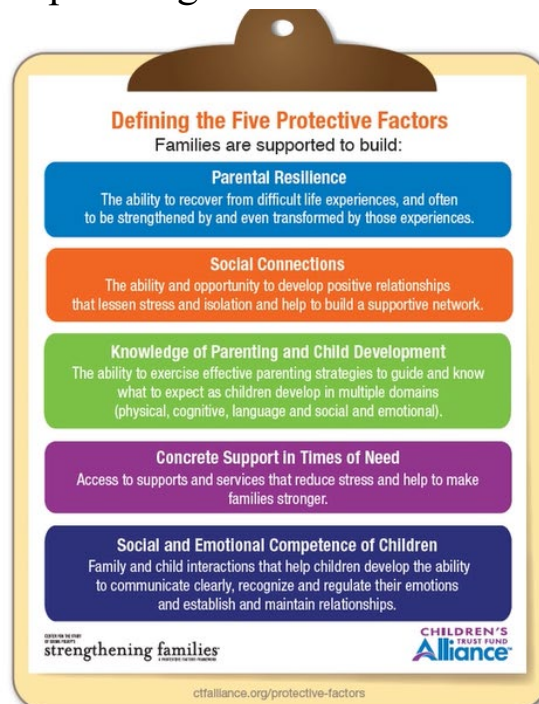 Defining the Five Protective Factors
Families are supported to build:
Parental Resilience
The ability to recover from difficult life experiences, and often
to be strengthened by and even transformed by those experiences.
Social Connections
The ability and opportunity to develop positive relationships
that lessen stress and isolation and help to build a supportive network.
Knowledge of Parenting and Child Development
The ability to exercise effective parenting strategies to guide and know
what to expect as children develop in multiple domains
(physical, cognitive, language and social and emotional).
Concrete Support in Times of Need
Access to supports and services that reduce stress and help to make
families stronger.
Social and Emotional Competence of Children
Family and child interactions that help children develop the ability
to communicate clearly, recognize and regulate their emotions
and establish and maintain relationships.
strengthening families
A PROTECTIVE FACTORS FRAMEWORK
CHILDREN'S
TRUST FUND
Alliance
ctfalliance.org/protective-factors